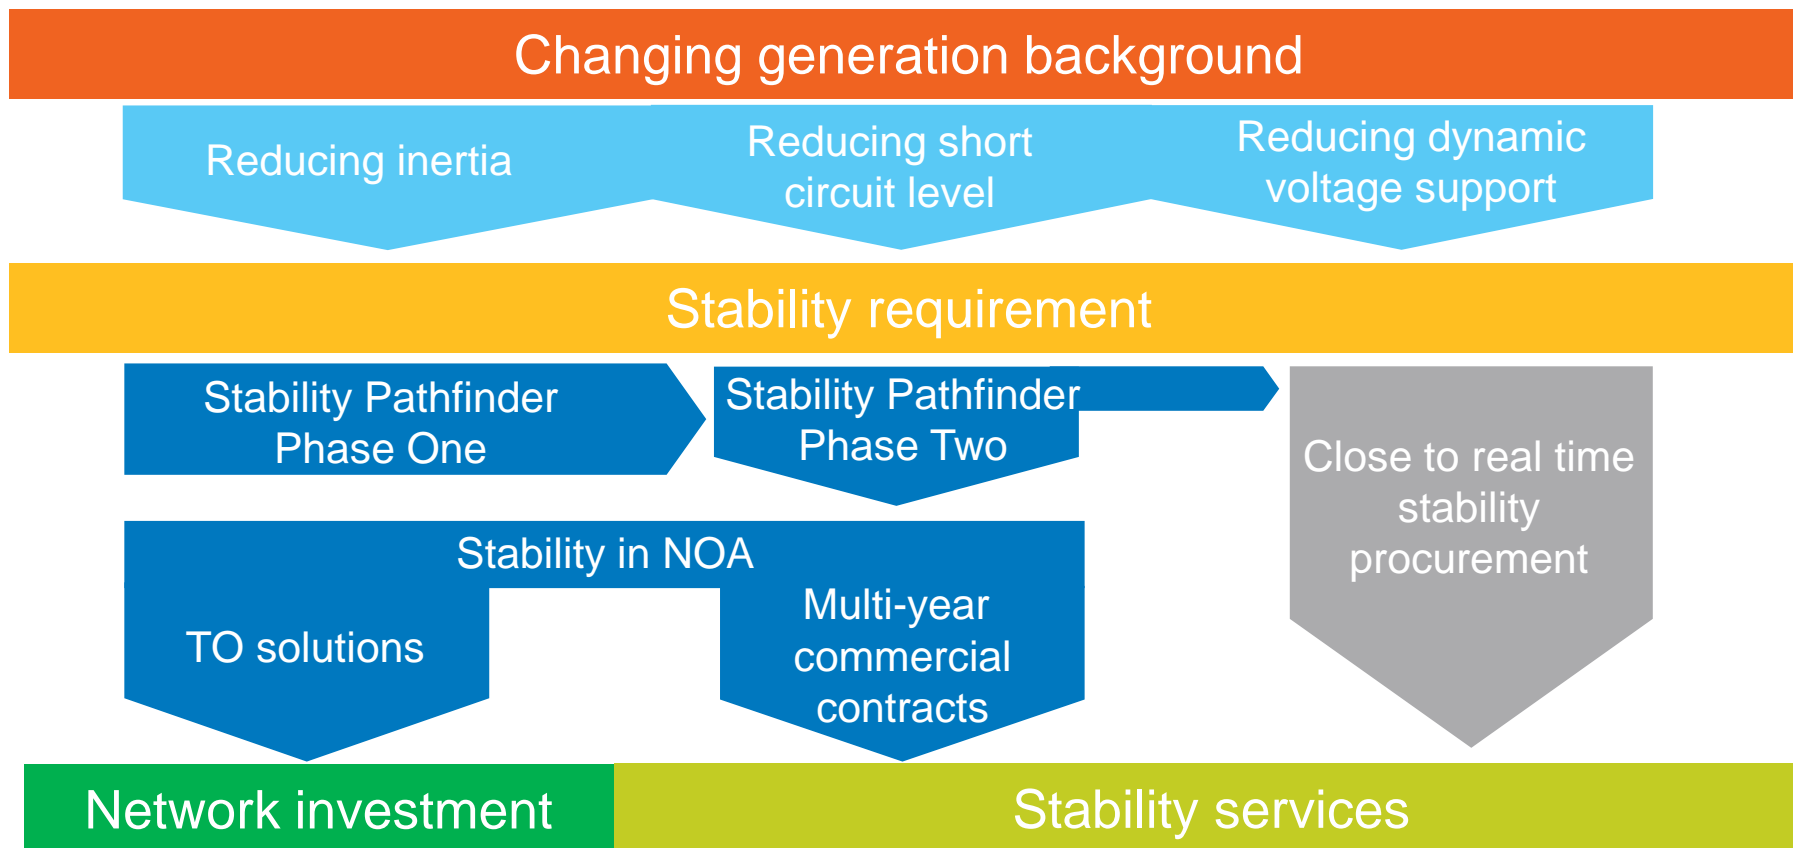 Changing generation background
Reducing inertia
Reducing short
circuit level
Reducing dynamic
voltage support
Stability requirement
Stability Pathfinder
Phase One
Stability Pathfinder
Phase Two
Close to real time
stability
procurement
Stability in NOA
TO solutions
Multi-year
commercial
contracts
Network investment
Stability services